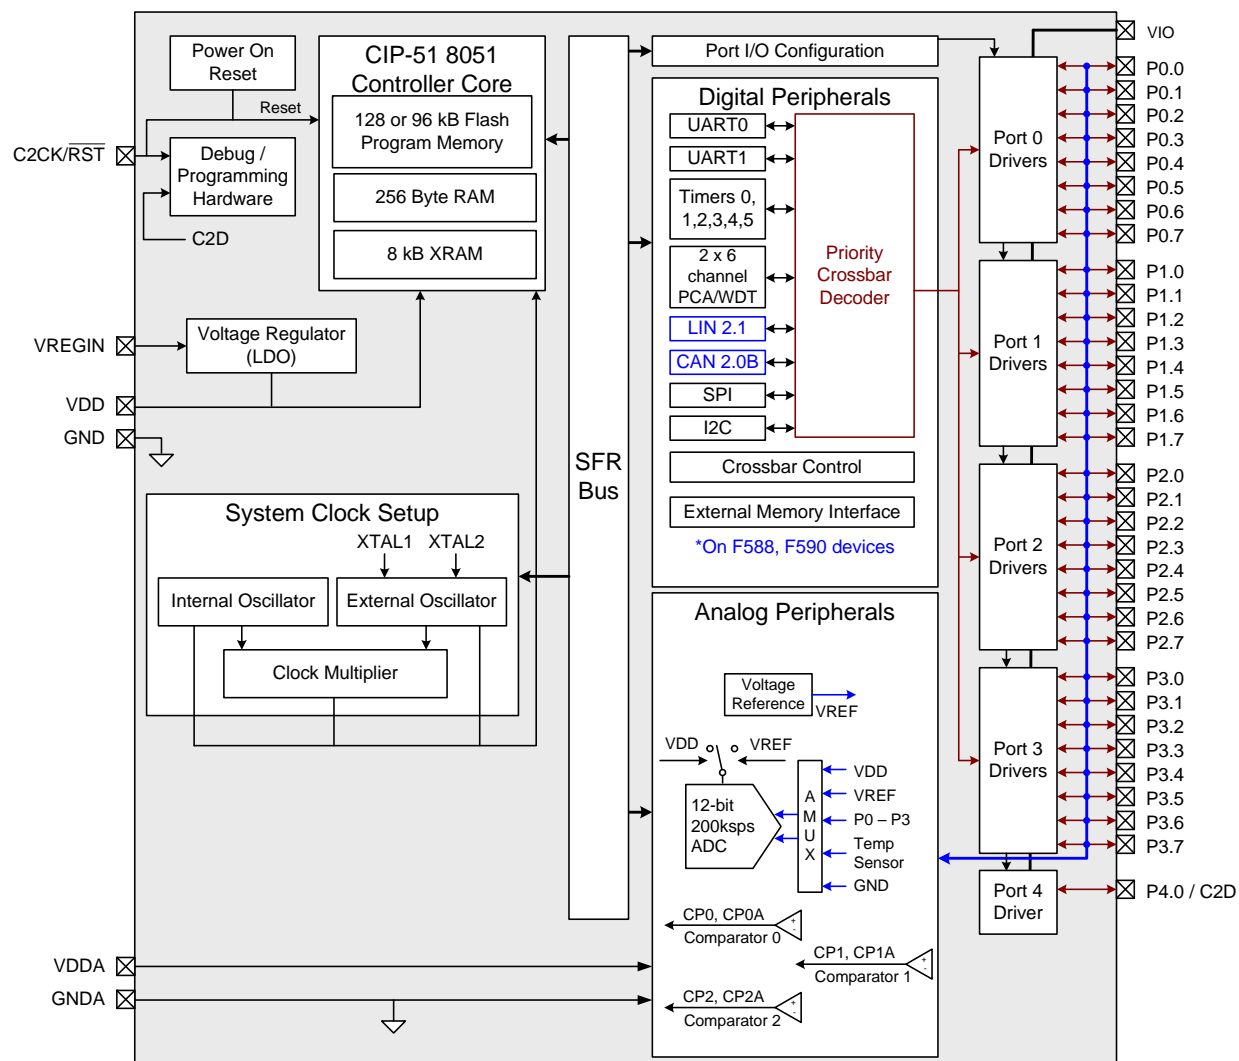 Power On
Reset
Reset
C2CK/RST
Debug /
Programming
Hardware
C2D
CIP-51 8051
Controller Core
128 or 96 kB Flash
Program Memory
256 Byte RAM
8 kB XRAM
VREGIN
Voltage Regulator
(LDO)
VDD
GND
System Clock Setup
XTAL1
XTAL2
Internal Oscillator
External Oscillator
Clock Multiplier
VDDA
GNDA
SFR
Bus
Port I/O Configuration
Digital Peripherals
UART0
UART1
Timers 0,
1,2,3,4,5
2 x 6
channel
PCA/WDT
LIN 2.1
CAN 2.0B
SPI
I2C
Priority
Crossbar
Decoder
Crossbar Control
External Memory Interface
*On F588, F590 devices
Analog Peripherals
Voltage
Reference
VREF
VDD
VREF
12-bit
200ksps
ADC
A
M
U
X
VDD
VREF
P0 – P3
Temp
Sensor
GND
CP0, CP0A
Comparator 0
+
-
CP1, CP1A
Comparator 1
+
-
CP2, CP2A
Comparator 2
+
-
Port 0
Drivers
Port 1
Drivers
Port 2
Drivers
Port 3
Drivers
Port 4
Driver
VIO
P0.0
P0.1
P0.2
P0.3
P0.4
P0.5
P0.6
P0.7
P1.0
P1.1
P1.2
P1.3
P1.4
P1.5
P1.6
P1.7
P2.0
P2.1
P2.2
P2.3
P2.4
P2.5
P2.6
P2.7
P3.0
P3.1
P3.2
P3.3
P3.4
P3.5
P3.6
P3.7
P4.0 / C2D